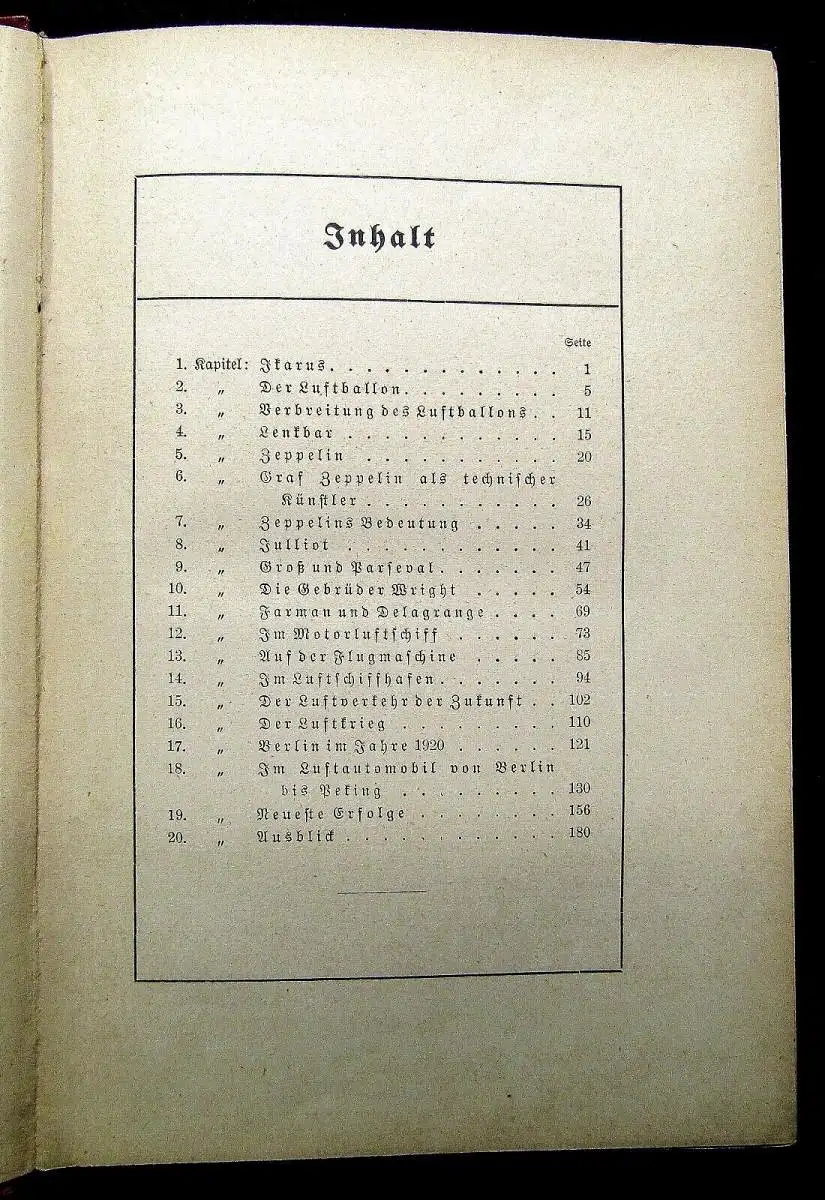 Inhalt
Seite
1. Kapitel: Ikarus. . . . . . . . . . . . . . 1
2. „ Der Luftballon. . . . . . . . . . 5
3. „ Verbreitung des Luftballons . . 11
4. „ Lenkbar . . . . . . . . . . . . . 15
5. „ Zeppelin . . . . . . . . . . . . 20
6. „ Graf Zeppelin als technischer
Künstler . . . . . . . . . . . . 26
7. „ Zeppelins Bedeutung . . . . . 34
8. „ Julliot . . . . . . . . . . . . . 41
9. „ Groß und Parseval. . . . . . . . 47
10. „ Die Gebrüder Wright . . . . . 54
11. „ Farman und Delagrange . . . . 69
12. „ Im Motorluftschiff . . . . . . 73
13. „ Auf der Flugmaschine . . . . . 85
14. „ Im Luftschiffhafen. . . . . . . 94
15. „ Der Luftverkehr der Zukunft . . 102
16. „ Der Luftkrieg . . . . . . . . . 110
17. „ Berlin im Jahre 1920 . . . . . . 121
18. „ Im Luftautomobil von Berlin
bis Peking . . . . . . . . . 130
19. „ Neueste Erfolge . . . . . . . . 156
20. „ Ausblick . . . . . . . . . . . . 180